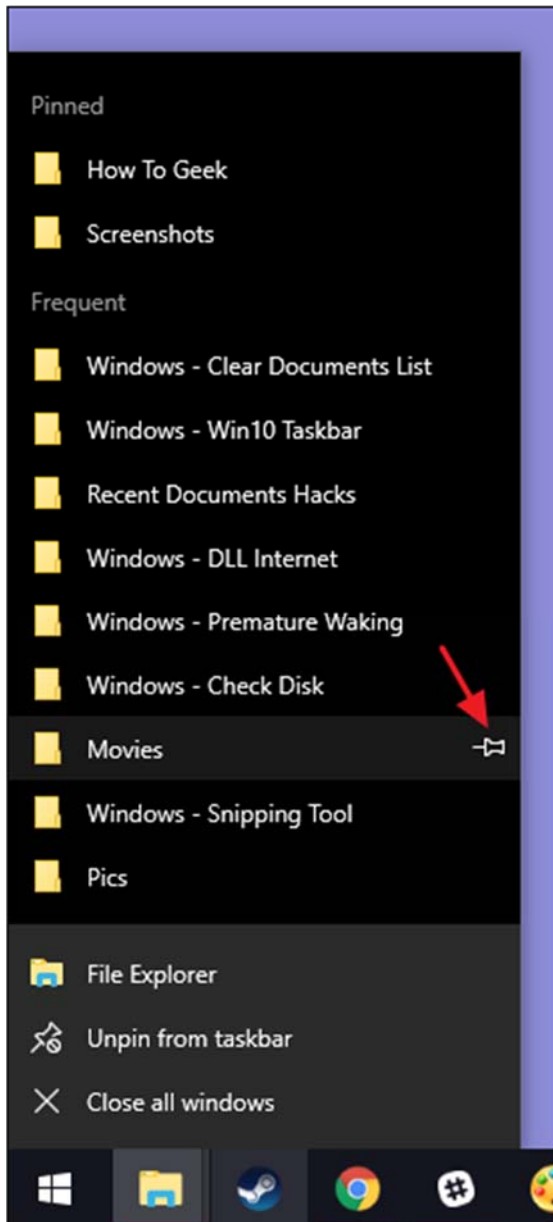 Pinned
How To Geek
Screenshots
Frequent
Windows - Clear Documents List
Windows - Win10 Taskbar
Recent Documents Hacks
Windows - DLL Internet
Windows - Premature Waking
Windows - Check Disk
Movies
Windows - Snipping Tool
Pics
File Explorer
Unpin from taskbar
Close all windows